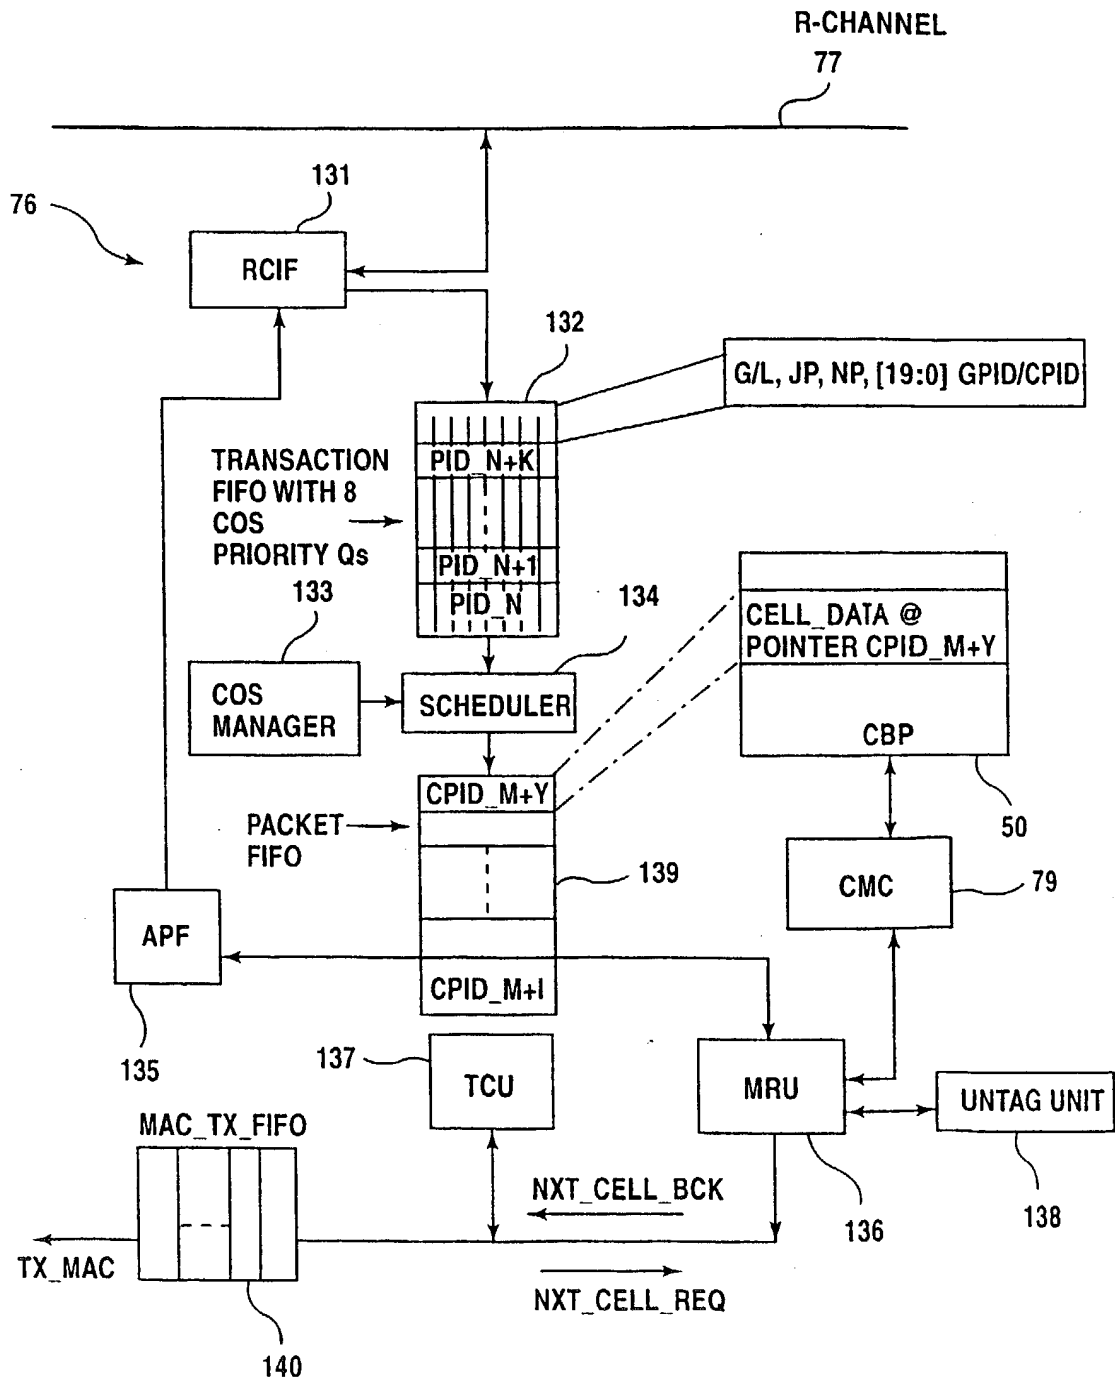 R-CHANNEL
77
76
131
RCIF
132
G/L, JP, NP, [19:0] GPID/CPID
TRANSACTION
FIFO WITH 8
COS
PRIORITY Qs
PID_N+K
PID_N+1
PID_N
133
134
COS
MANAGER
SCHEDULER
CELL_DATA @
POINTER CPID_M+Y
CBP
50
PACKET
FIFO
CPID_M+Y
139
CPID_M+I
CMC
79
APF
135
137
TCU
MRU
136
UNTAG UNIT
138
MAC_TX_FIFO
NXT_CELL_BCK
TX_MAC
NXT_CELL_REQ
140